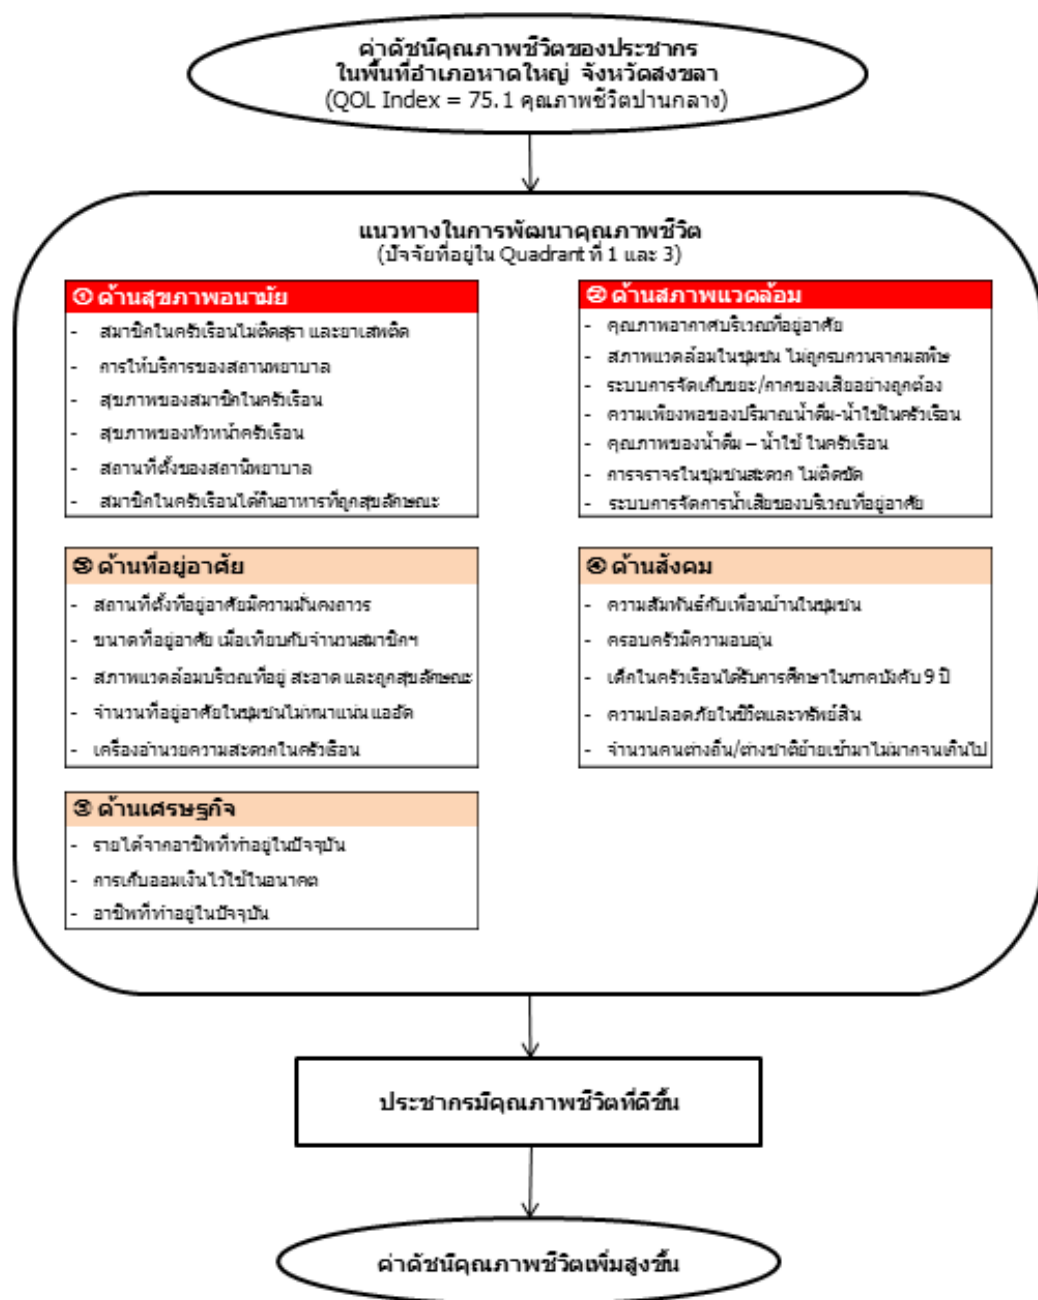 ค่าดัชนีคุณภาพชีวิตของประชากร
ในพื้นที่อำเภอหาดใหญ่ จังหวัดสงขลา
(QOL Index = 75.1 คุณภาพชีวิตปานกลาง)
แนวทางในการพัฒนาคุณภาพชีวิต
(ปัจจัยที่อยู่ใน Quadrant ที่ 1 และ 3)
① ด้านสุขภาพอนามัย
- สมาชิกในครัวเรือนไม่ติดสุรา และยาเสพติด
- การให้บริการของสถานพยาบาล
- สุขภาพของสมาชิกในครัวเรือน
- สุขภาพของหัวหน้าครัวเรือน
- สถานที่ตั้งของสถานีพยาบาล
- สมาชิกในครัวเรือนได้กินอาหารที่ถูกสุขลักษณะ
② ด้านสภาพแวดล้อม
- คุณภาพอากาศบริเวณที่อยู่อาศัย
- สภาพแวดล้อมในชุมชน ไม่ถูกรบกวนจากมลพิษ
- ระบบการจัดเก็บขยะ/กากของเสียอย่างถูกต้อง
- ความเพียงพอของปริมาณน้ำดื่ม-น้ำใช้ในครัวเรือน
- คุณภาพของน้ำดื่ม – น้ำใช้ ในครัวเรือน
- การจราจรในชุมชนสะดวก ไม่ติดขัด
- ระบบการจัดการน้ำเสียของบริเวณที่อยู่อาศัย
ด้านที่อยู่อาศัย
- สถานที่ตั้งที่อยู่อาศัยมีความมั่นคงถาวร
- ขนาดที่อยู่อาศัย เมื่อเทียบกับจำนวนสมาชิกฯ
- สภาพแวดล้อมบริเวณที่อยู่ สะอาด และถูกสุขลักษณะ
- จำนวนที่อยู่อาศัยในชุมชนไม่หนาแน่น แออัด
- เครื่องอำนวยความสะดวกในครัวเรือน
④ ด้านสังคม
- ความสัมพันธ์กับเพื่อนบ้านในชุมชน
- ครอบครัวมีความอบอุ่น
- เด็กในครัวเรือนได้รับการศึกษาในภาคบังคับ 9 ปี
- ความปลอดภัยในชีวิตและทรัพย์สิน
- จำนวนคนต่างถิ่น/ต่างชาติย้ายเข้ามาไม่มากจนเกินไป
ด้านเศรษฐกิจ
- รายได้จากอาชีพที่ทำอยู่ในปัจจุบัน
- การเก็บออมเงินไว้ใช้ในอนาคต
- อาชีพที่ทำอยู่ในปัจจุบัน
ประชากรมีคุณภาพชีวิตที่ดีขึ้น
ค่าดัชนีคุณภาพชีวิตเพิ่มสูงขึ้น